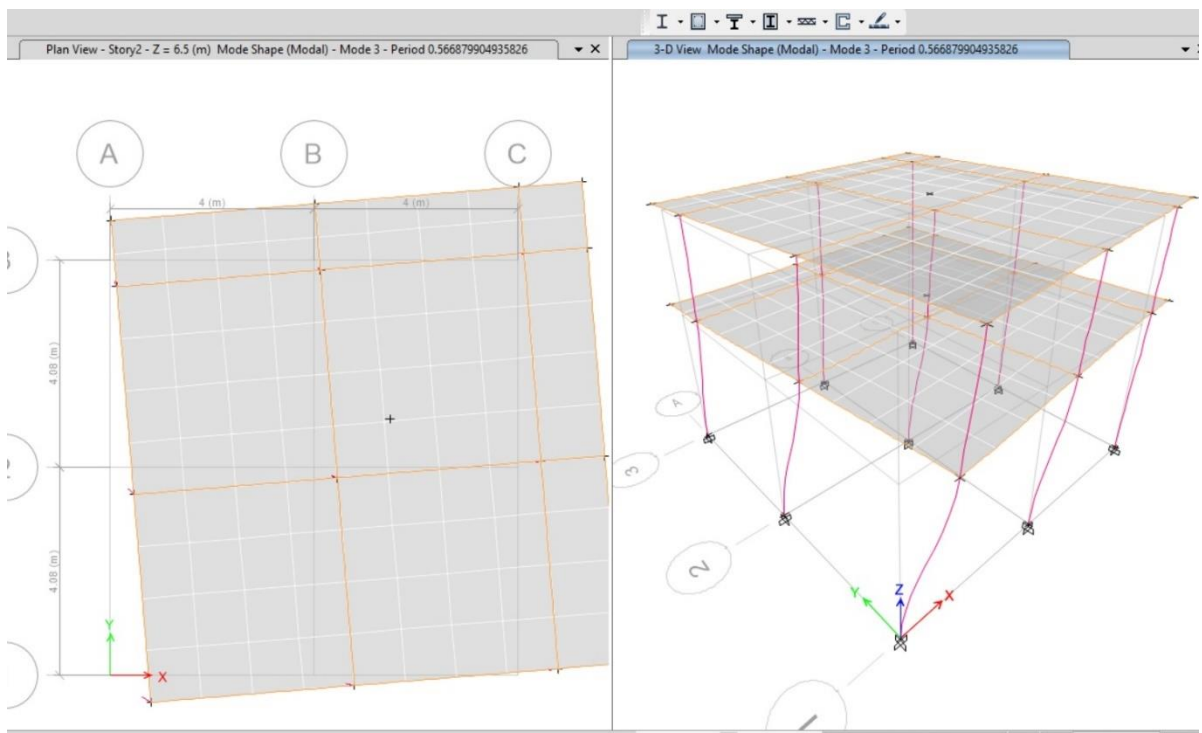 Plan View - Story2 - Z = 6.5 (m) Mode Shape (Modal) - Mode 3 - Period 0.566879904935826
3-D View Mode Shape (Modal) - Mode 3 - Period 0.566879904935826
A
B
C
4 (m)
4 (m)
4.08 (m)
4.08 (m)
Y
X
A
3
2
1
Y
Z
X